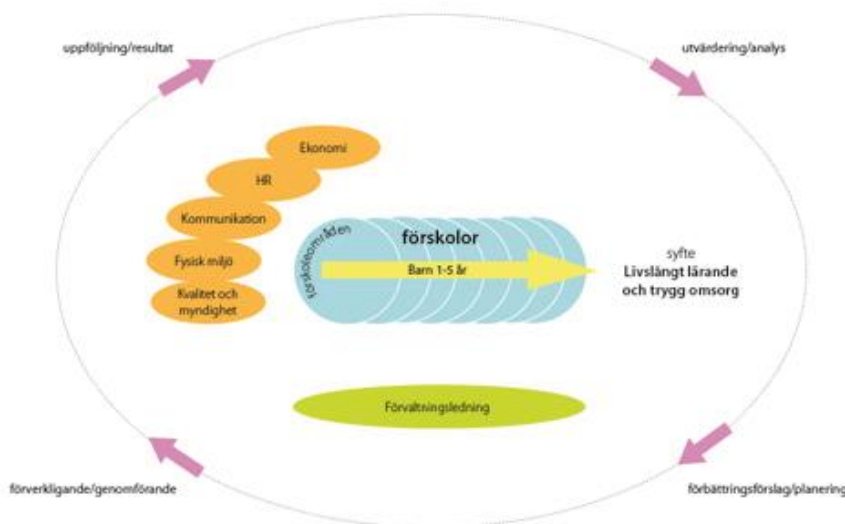 uppföljning/resultat
utvärdering/analys
Ekonomi
HR
Kommunikation
Fysisk miljö
Kvalitet och
myndighet
förskoleområden
förskolor
Barn 1-5 år
syfte
Livslångt lärande
och trygg omsorg
Förvaltningsledning
förverkligande/genomförande
förbättringsförslag/planering